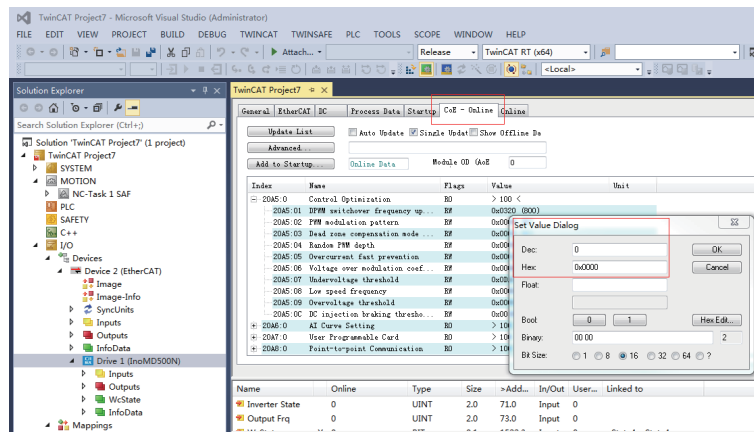 TwinCAT Project7 - Microsoft Visual Studio (Administrator)
FILE EDIT VIEW PROJECT BUILD DEBUG TWINCAT TWINSAFE PLC TOOLS SCOPE WINDOW HELP
Attach... Release TwinCAT RT (x64)
<Local>
Solution Explorer
Search Solution Explorer (Ctrl+;)
Solution 'TwinCAT Project7' (1 project)
TwinCAT Project7
SYSTEM
MOTION
NC-Task 1 SAF
PLC
SAFETY
C++
I/O
Devices
Device 2 (EtherCAT)
Image
Image-Info
SyncUnits
Inputs
Outputs
InfoData
Drive 1 (InoMD500N)
Inputs
Outputs
WcState
InfoData
Mappings
TwinCAT Project7
General EtherCAT DC Process Data Startup CoE - Online Online
Update List Auto Update Single Updat Show Offline Da
Advanced...
Add to Startup... Online Data Module OD (AoE 0
Index Name Flags Value Unit
20A5:0 Control Optimization RO > 100 <
20A5:01 DPWM switchover frequency up... RW 0x0320 (800)
20A5:02 PWM modulation pattern RW
20A5:03 Dead zone compensation mode ... RW
20A5:04 Random PWM depth RW
20A5:05 Overcurrent fast prevention RW
20A5:06 Voltage over modulation coef... RW
20A5:07 Undervoltage threshold RW
20A5:08 Low speed frequency RW
20A5:09 Overvoltage threshold RW
20A5:0C DC injection braking thresho... RW
20A6:0 AI Curve Setting RO
20A7:0 User Programmable Card RO
20A8:0 Point-to-point Communication RO
Set Value Dialog
Dec: 0 OK
Hex: 0x0000 Cancel
Float:
Bool: 0 1 Hex Edit...
Binary: 00 00 2
Bit Size: 1 8 16 32 64 ?
Name Online Type Size >Add... In/Out User... Linked to
Inverter State 0 UINT 2.0 71.0 Input 0
Output Frq 0 UINT 2.0 73.0 Input 0